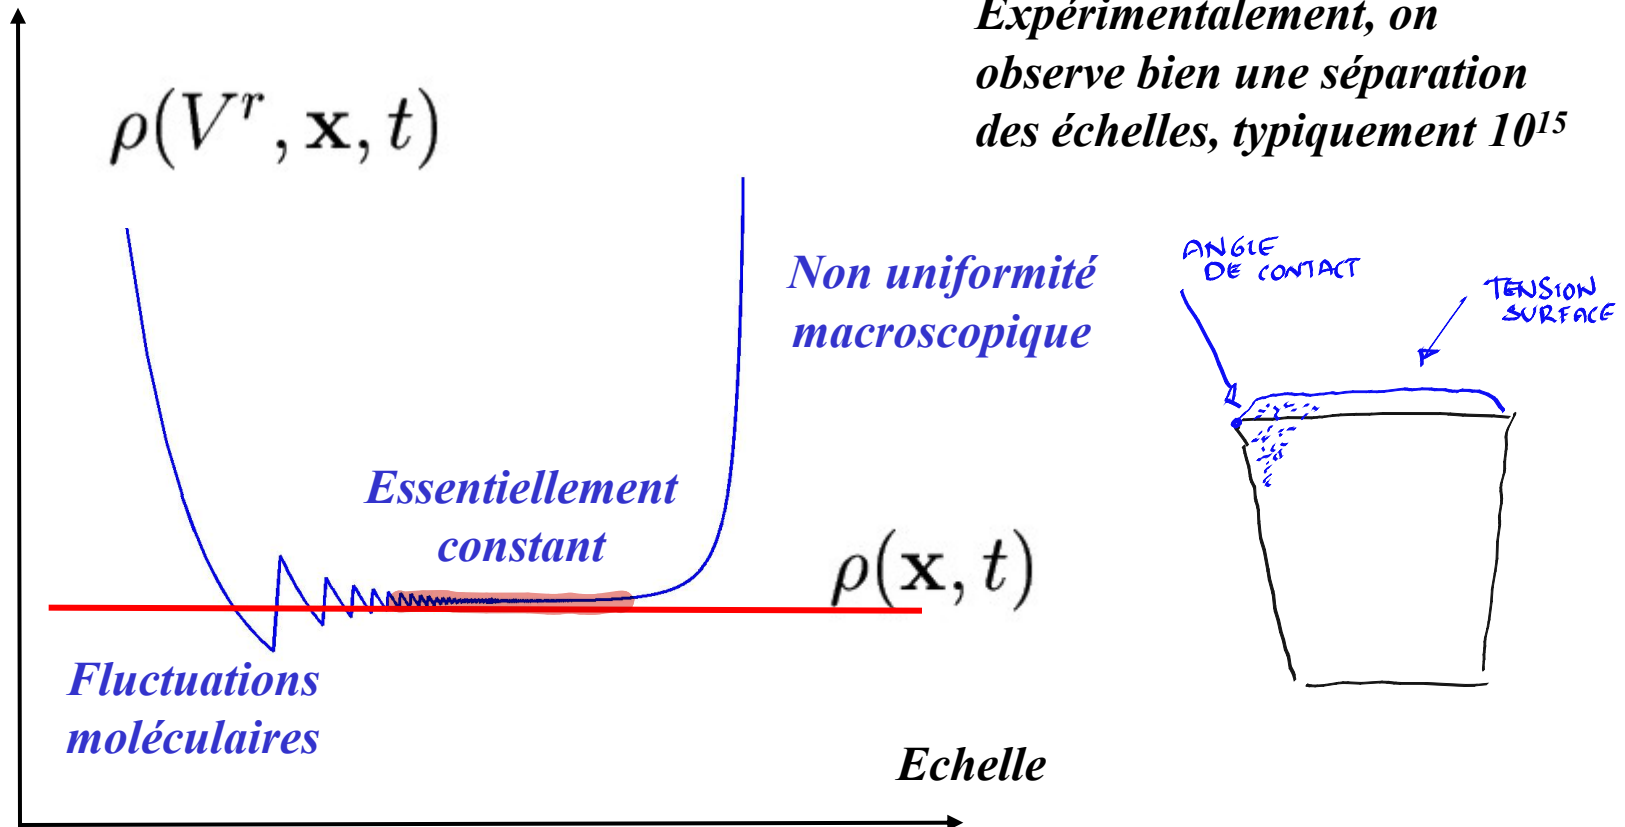 Expérimentalement, on
observe bien une séparation
des échelles, typiquement 10¹⁵
ρ(Vʳ, x, t)
Non uniformité
macroscopique
ANGLE
DE CONTACT
TENSION
SURFACE
Essentiellement
constant
ρ(x, t)
Fluctuations
moléculaires
Echelle